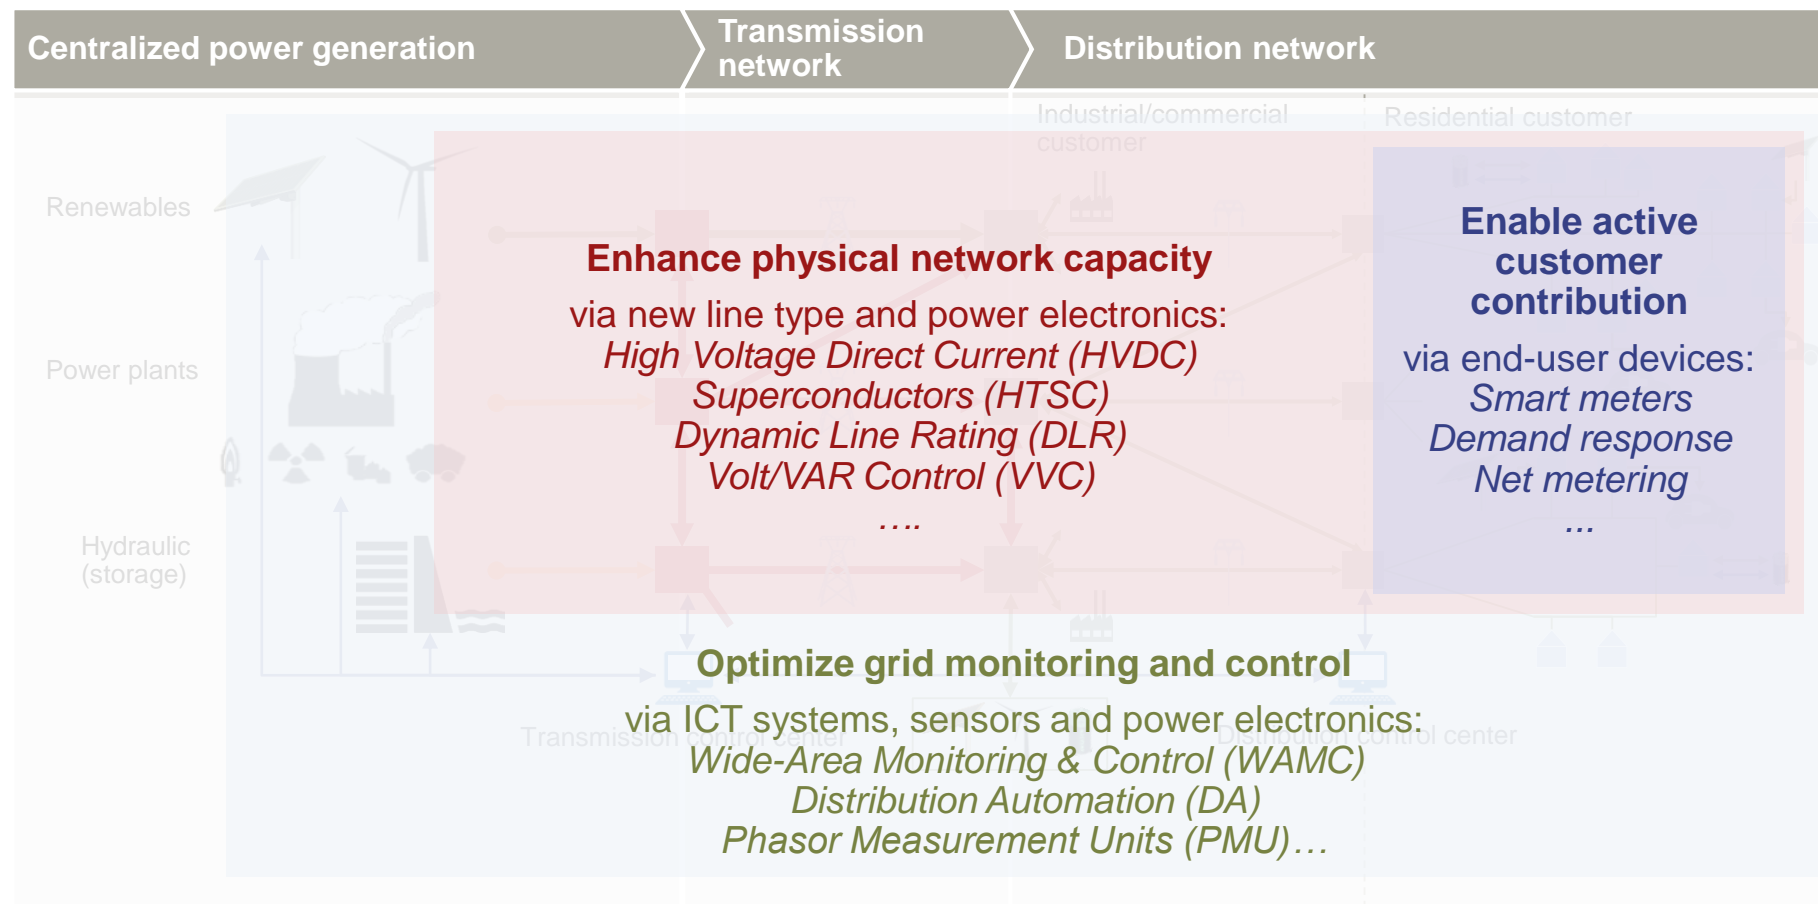 Centralized power generation
Transmission
network
Distribution network
Industrial/commercial
customer
Residential customer
Renewables
Power plants
Hydraulic
(storage)
Enhance physical network capacity
via new line type and power electronics:
High Voltage Direct Current (HVDC)
Superconductors (HTSC)
Dynamic Line Rating (DLR)
Volt/VAR Control (VVC)
….
Enable active
customer
contribution
via end-user devices:
Smart meters
Demand response
Net metering
...
Optimize grid monitoring and control
via ICT systems, sensors and power electronics:
Transmission control center
Distribution control center
Wide-Area Monitoring & Control (WAMC)
Distribution Automation (DA)
Phasor Measurement Units (PMU)…